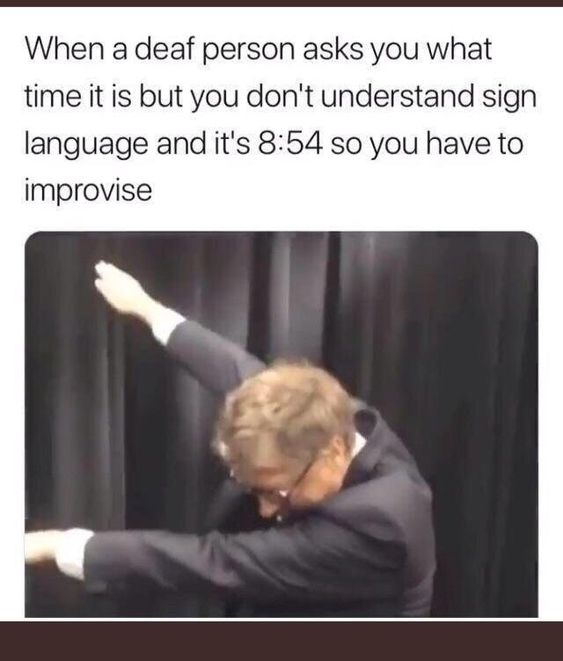 When a deaf person asks you what
time it is but you don't understand sign
language and it's 8:54 so you have to
improvise